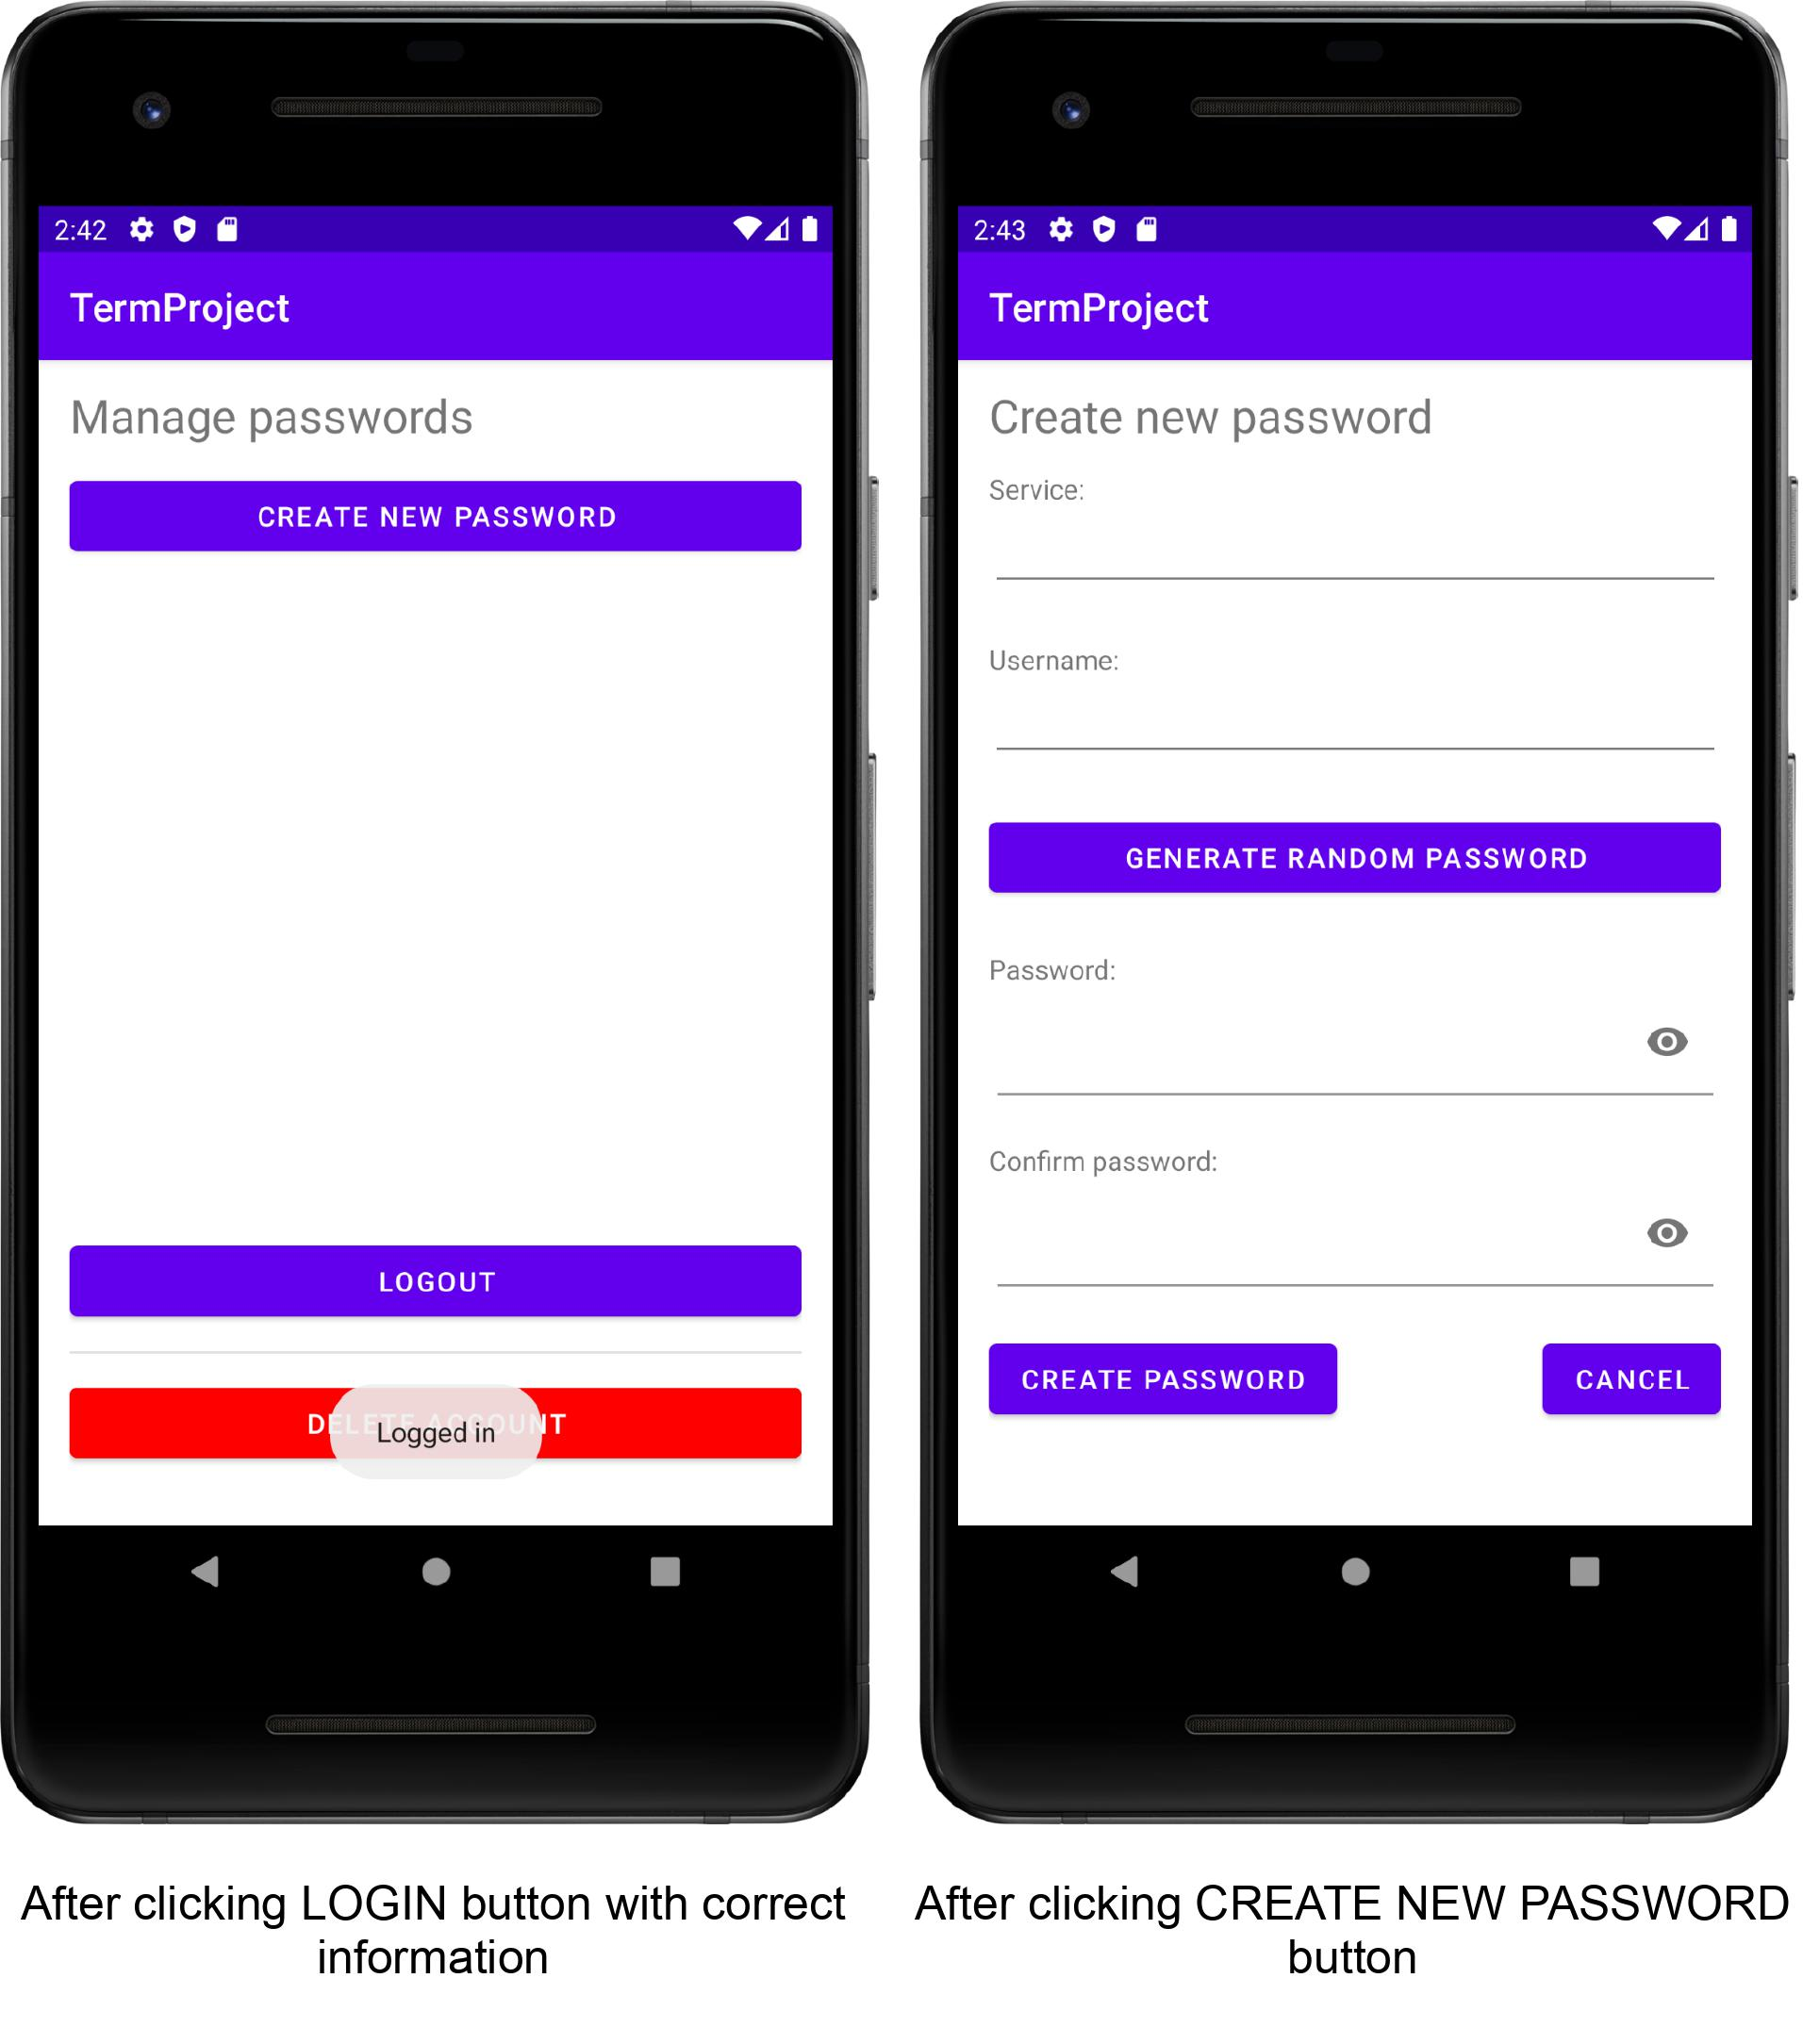 2:42
TermProject
Manage passwords
CREATE NEW PASSWORD
LOGOUT
DELETE ACCOUNT
Logged in
After clicking LOGIN button with correct
information
2:43
TermProject
Create new password
Service:
Username:
GENERATE RANDOM PASSWORD
Password:
Confirm password:
CREATE PASSWORD
CANCEL
After clicking CREATE NEW PASSWORD
button